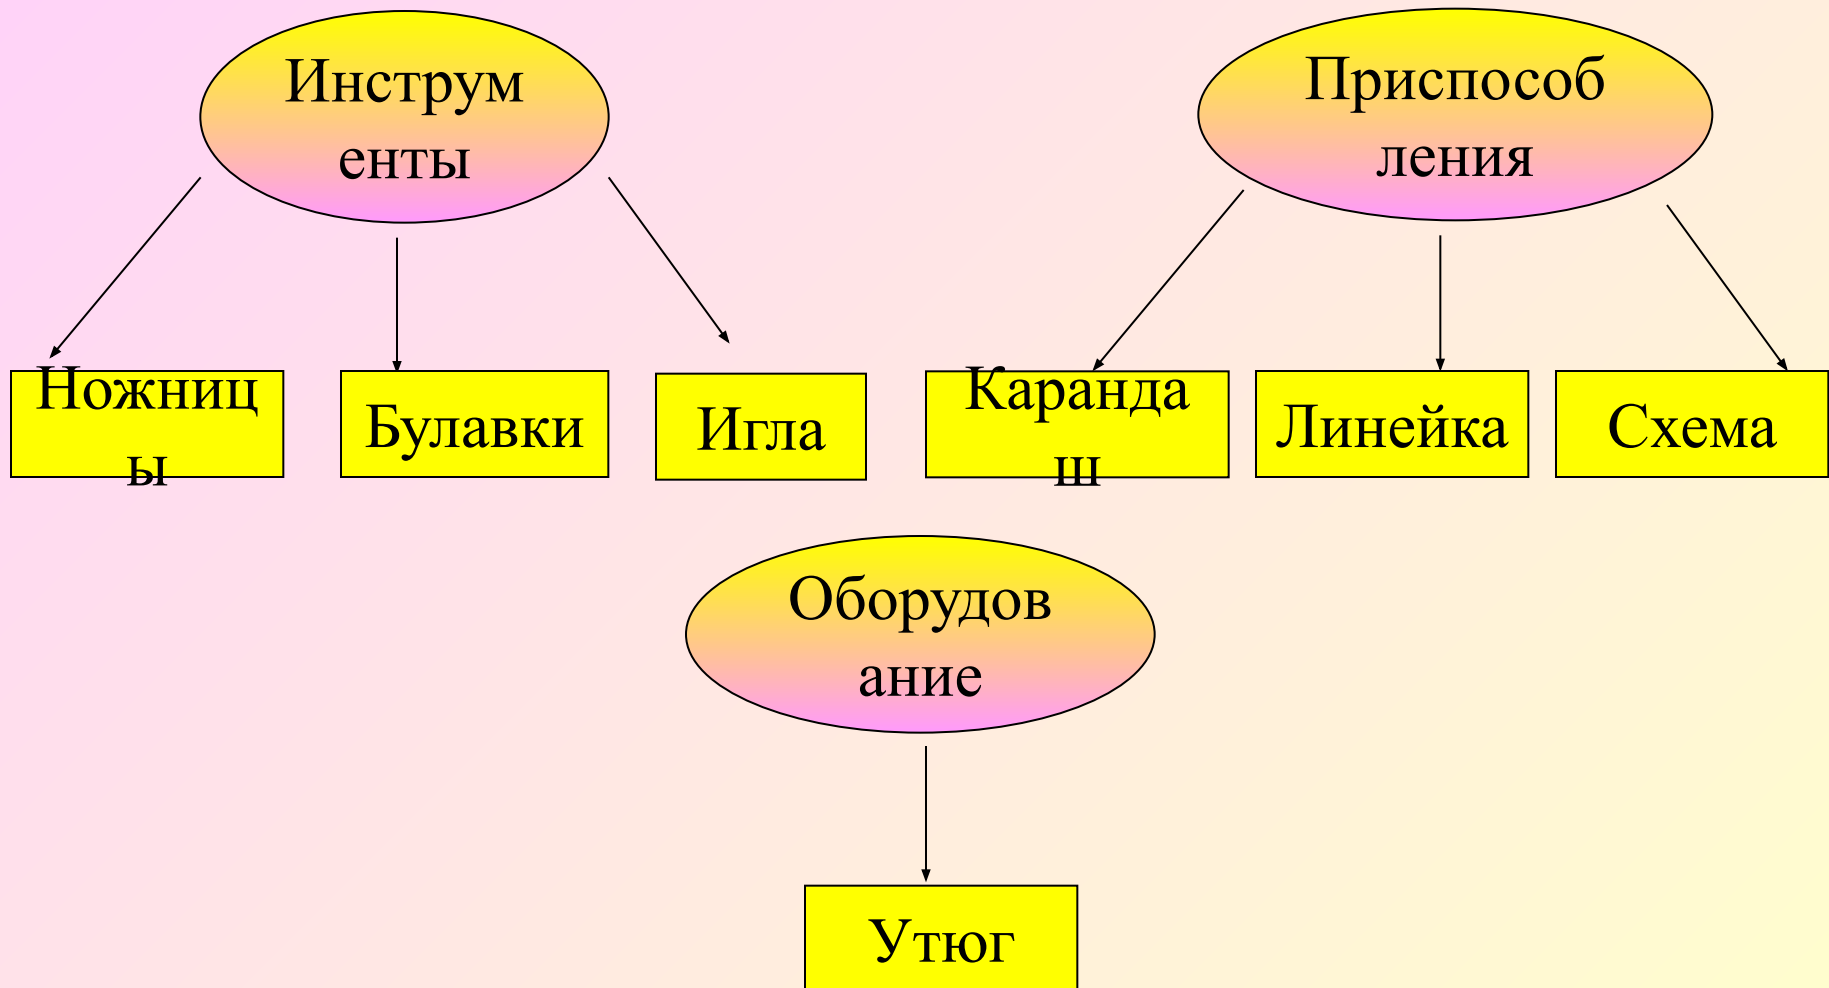 Инструм
енты
Приспособ
ления
Ножниц
ы
Булавки
Игла
Каранда
ш
Линейка
Схема
Оборудов
ание
Утюг